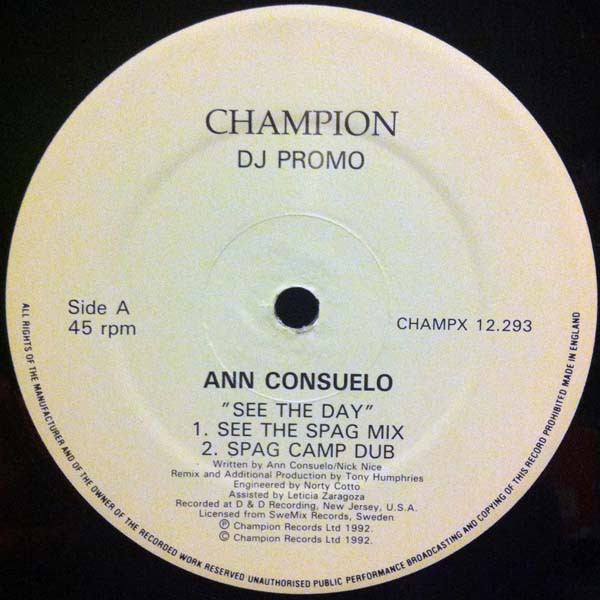 CHAMPION
DJ PROMO
Side A
45 rpm
CHAMPX 12.293
ANN CONSUELO
"SEE THE DAY"
1. SEE THE SPAG MIX
2. SPAG CAMP DUB
Written by Ann Consuelo/Nick Nice
Remix and Additional Production by Tony Humphries
Engineered by Norty Cotto
Assisted by Leticia Zaragoza
Recorded at D & D Recording, New Jersey, U.S.A.
Licensed from SweMix Records, Sweden
℗ Champion Records Ltd 1992.
© Champion Records Ltd 1992.
ALL RIGHTS OF THE MANUFACTURER AND OF THE OWNER OF THE RECORDED WORK RESERVED UNAUTHORISED PUBLIC PERFORMANCE BROADCASTING AND COPYING OF THIS RECORD PROHIBITED MADE IN ENGLAND